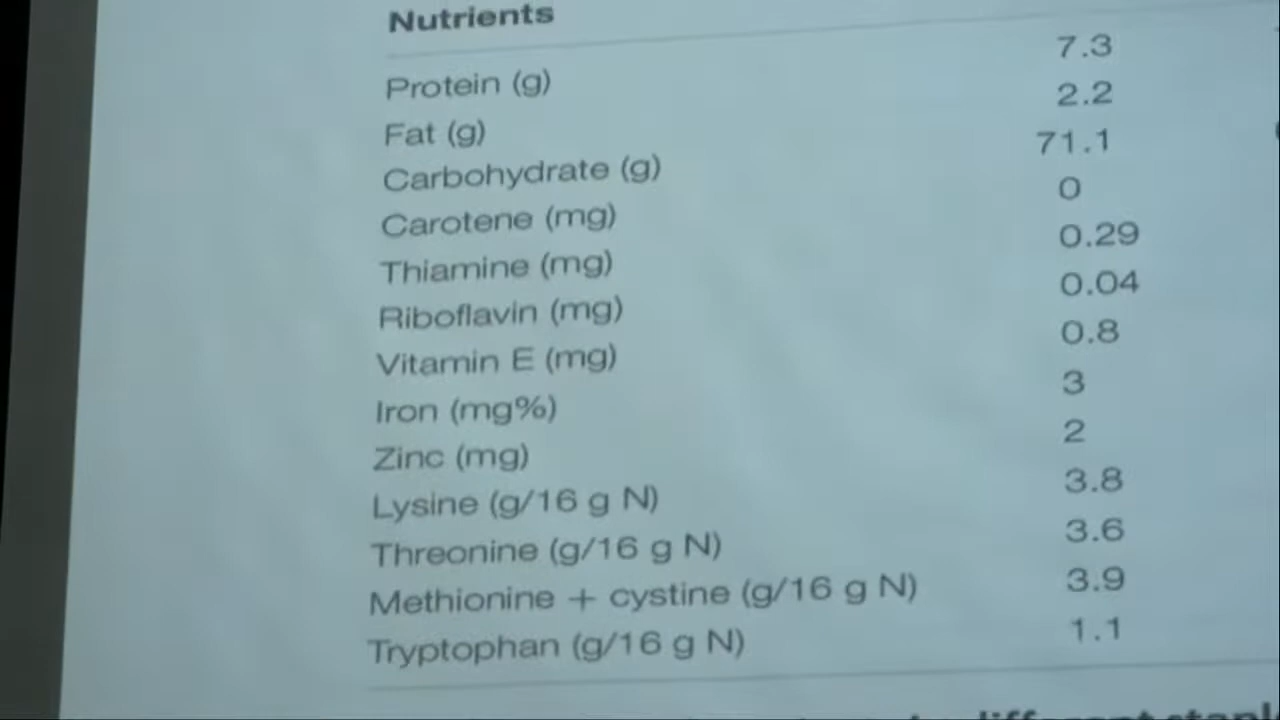 Nutrients
Protein (g) 7.3
Fat (g) 2.2
Carbohydrate (g) 71.1
Carotene (mg) 0
Thiamine (mg) 0.29
Riboflavin (mg) 0.04
Vitamin E (mg) 0.8
Iron (mg%) 3
Zinc (mg) 2
Lysine (g/16 g N) 3.8
Threonine (g/16 g N) 3.6
Methionine + cystine (g/16 g N) 3.9
Tryptophan (g/16 g N) 1.1
different